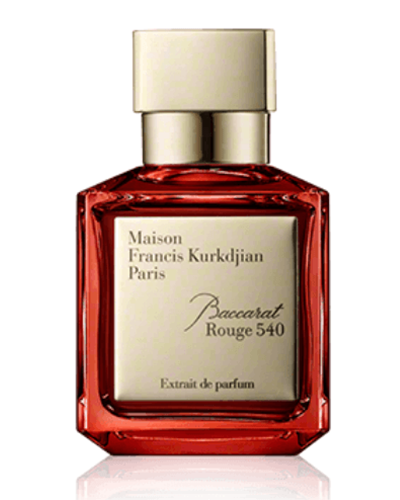 Maison
Francis Kurkdjian
Paris
Baccarat
Rouge 540
Extrait de parfum